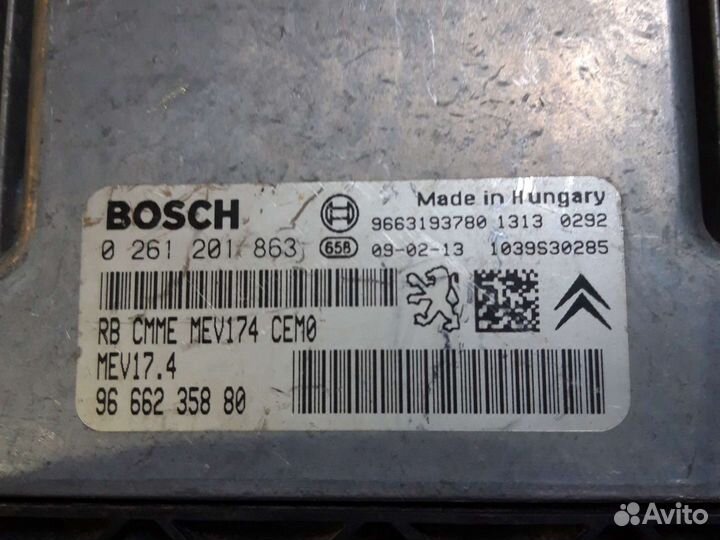 BOSCH
Made in Hungary
9663193780 1313 0292
0 261 201 863 658 09-02-13 1039S30285
RB CMME MEV174 CEM0
MEV17.4
96 662 358 80
Avito